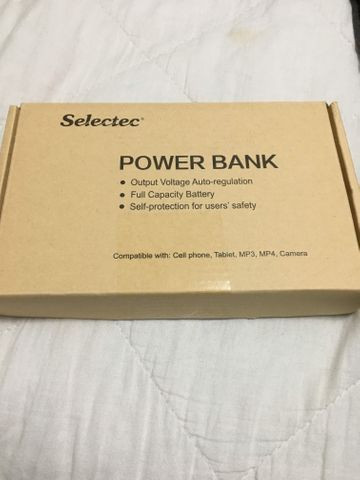 Selectec®
POWER BANK
● Output Voltage Auto-regulation
● Full Capacity Battery
● Self-protection for users' safety
Compatible with: Cell phone, Tablet, MP3, MP4, Camera